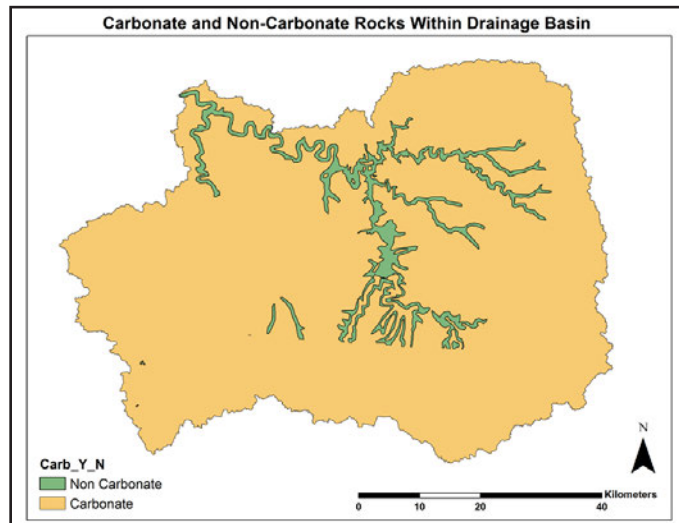 Carbonate and Non-Carbonate Rocks Within Drainage Basin
N
Carb_Y_N
Non Carbonate
Carbonate
Kilometers
0 10 20 40